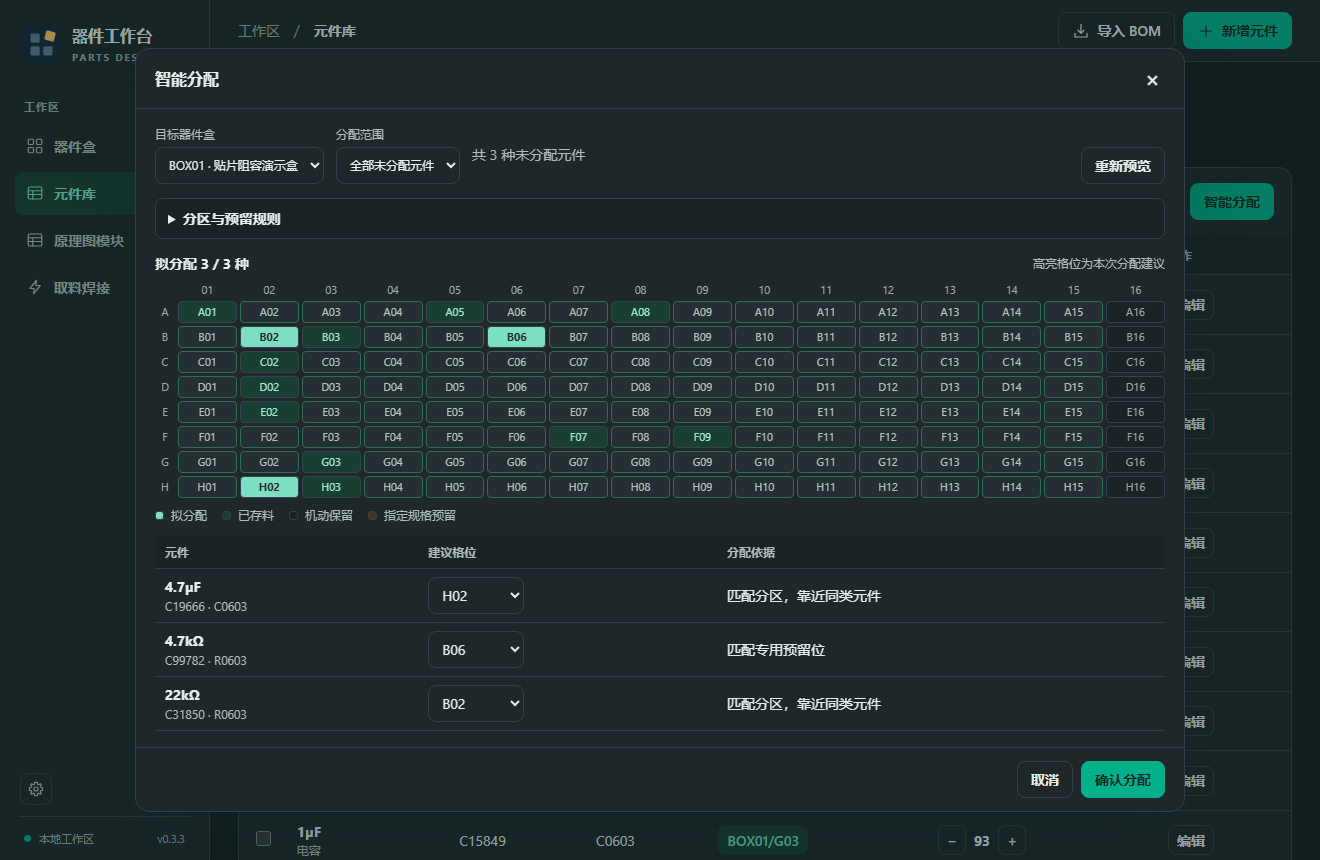 器件工作台
PARTS DES
工作区 / 元件库
导入 BOM
+ 新增元件
工作区
器件盒
元件库
原理图模块
取料焊接
本地工作区 v0.3.3
智能分配
智能分配 ×
目标器件盒 分配范围
BOX01 · 贴片阻容演示盒 全部未分配元件 共 3 种未分配元件 重新预览
▶ 分区与预留规则
拟分配 3 / 3 种 高亮格位为本次分配建议
01 02 03 04 05 06 07 08 09 10 11 12 13 14 15 16
A A01 A02 A03 A04 A05 A06 A07 A08 A09 A10 A11 A12 A13 A14 A15 A16
B B01 B02 B03 B04 B05 B06 B07 B08 B09 B10 B11 B12 B13 B14 B15 B16
C C01 C02 C03 C04 C05 C06 C07 C08 C09 C10 C11 C12 C13 C14 C15 C16
D D01 D02 D03 D04 D05 D06 D07 D08 D09 D10 D11 D12 D13 D14 D15 D16
E E01 E02 E03 E04 E05 E06 E07 E08 E09 E10 E11 E12 E13 E14 E15 E16
F F01 F02 F03 F04 F05 F06 F07 F08 F09 F10 F11 F12 F13 F14 F15 F16
G G01 G02 G03 G04 G05 G06 G07 G08 G09 G10 G11 G12 G13 G14 G15 G16
H H01 H02 H03 H04 H05 H06 H07 H08 H09 H10 H11 H12 H13 H14 H15 H16
拟分配 已存料 机动保留 指定规格预留
元件 建议格位 分配依据
4.7μF
C19666 · C0603
H02 匹配分区，靠近同类元件
4.7kΩ
C99782 · R0603
B06 匹配专用预留位
22kΩ
C31850 · R0603
B02 匹配分区，靠近同类元件
取消 确认分配
作
编辑
编辑
编辑
编辑
编辑
编辑
编辑
编辑
编辑
1μF
电容
C15849 C0603 BOX01/G03 − 93 + 编辑